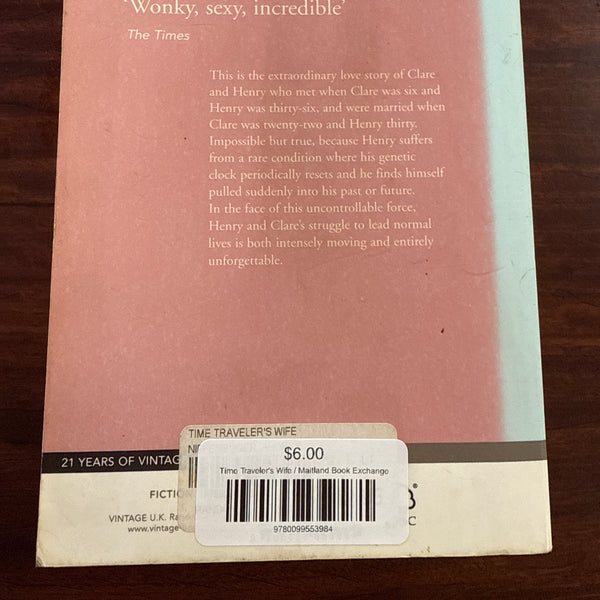 ‘Wonky, sexy, incredible’
The Times
This is the extraordinary love story of Clare
and Henry who met when Clare was six and
Henry was thirty-six, and were married when
Clare was twenty-two and Henry thirty.
Impossible but true, because Henry suffers
from a rare condition where his genetic
clock periodically resets and he finds himself
pulled suddenly into his past or future.
In the face of this uncontrollable force,
Henry and Clare's struggle to lead normal
lives is both intensely moving and entirely
unforgettable.
TIME TRAVELER'S WIFE
21 YEARS OF VINTAG
$6.00
Time Traveler's Wife / Maitland Book Exchange
9780099553984
FICTION
VINTAGE U.K. Ra
www.vintage